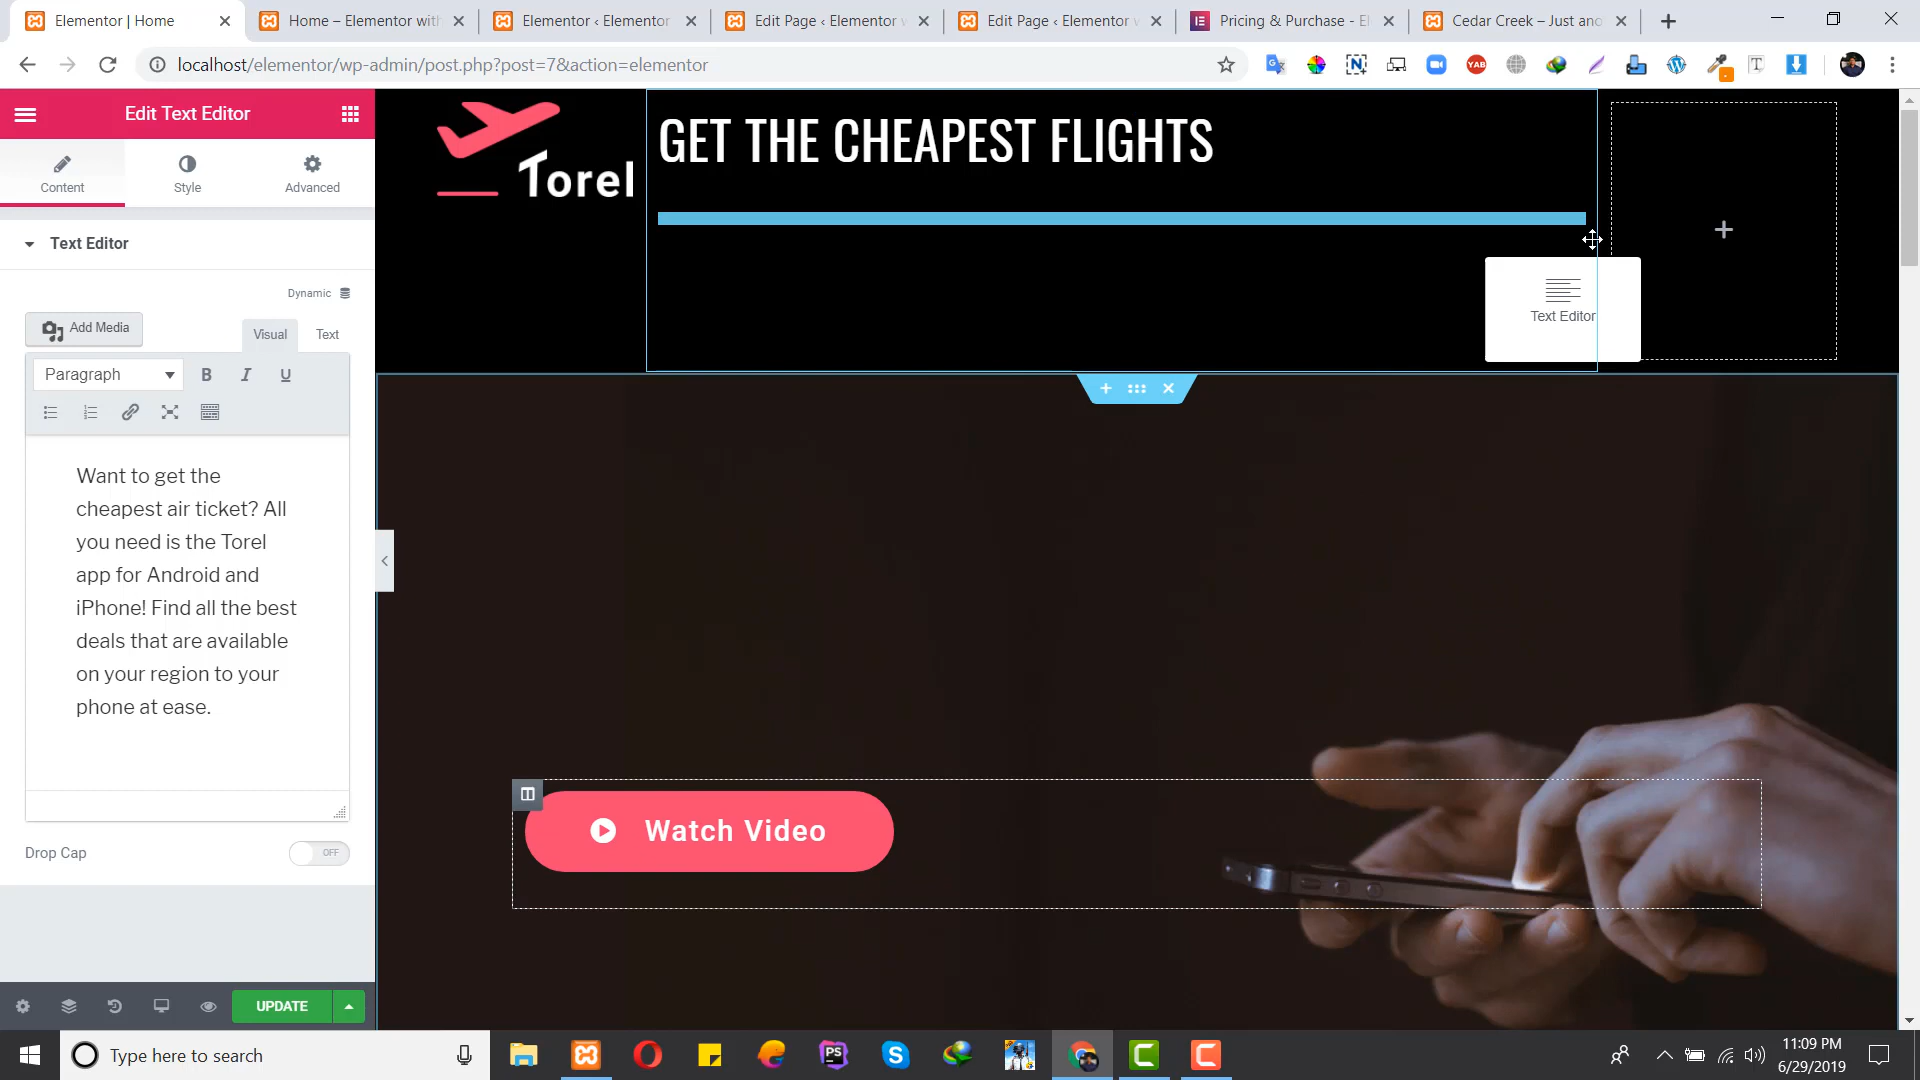 Elementor | Home
Home – Elementor with
Elementor ‹ Elementor
Edit Page ‹ Elementor w
Edit Page ‹ Elementor w
Pricing & Purchase - El
Cedar Creek – Just ano
localhost/elementor/wp-admin/post.php?post=7&action=elementor
Edit Text Editor
Content
Style
Advanced
Text Editor
Dynamic
Add Media
Visual
Text
Paragraph
B
I
U
Want to get the
cheapest air ticket? All
you need is the Torel
app for Android and
iPhone! Find all the best
deals that are available
on your region to your
phone at ease.
Drop Cap
OFF
UPDATE
Torel
GET THE CHEAPEST FLIGHTS
Text Editor
Watch Video
Type here to search
PS
11:09 PM
6/29/2019